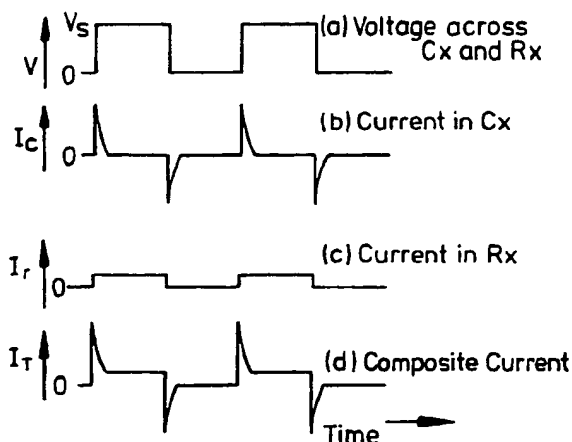 Vs
(a) Voltage across
Cx and Rx
V
0
Ic
0
(b) Current in Cx
Ir
0
(c) Current in Rx
IT
0
(d) Composite Current
Time